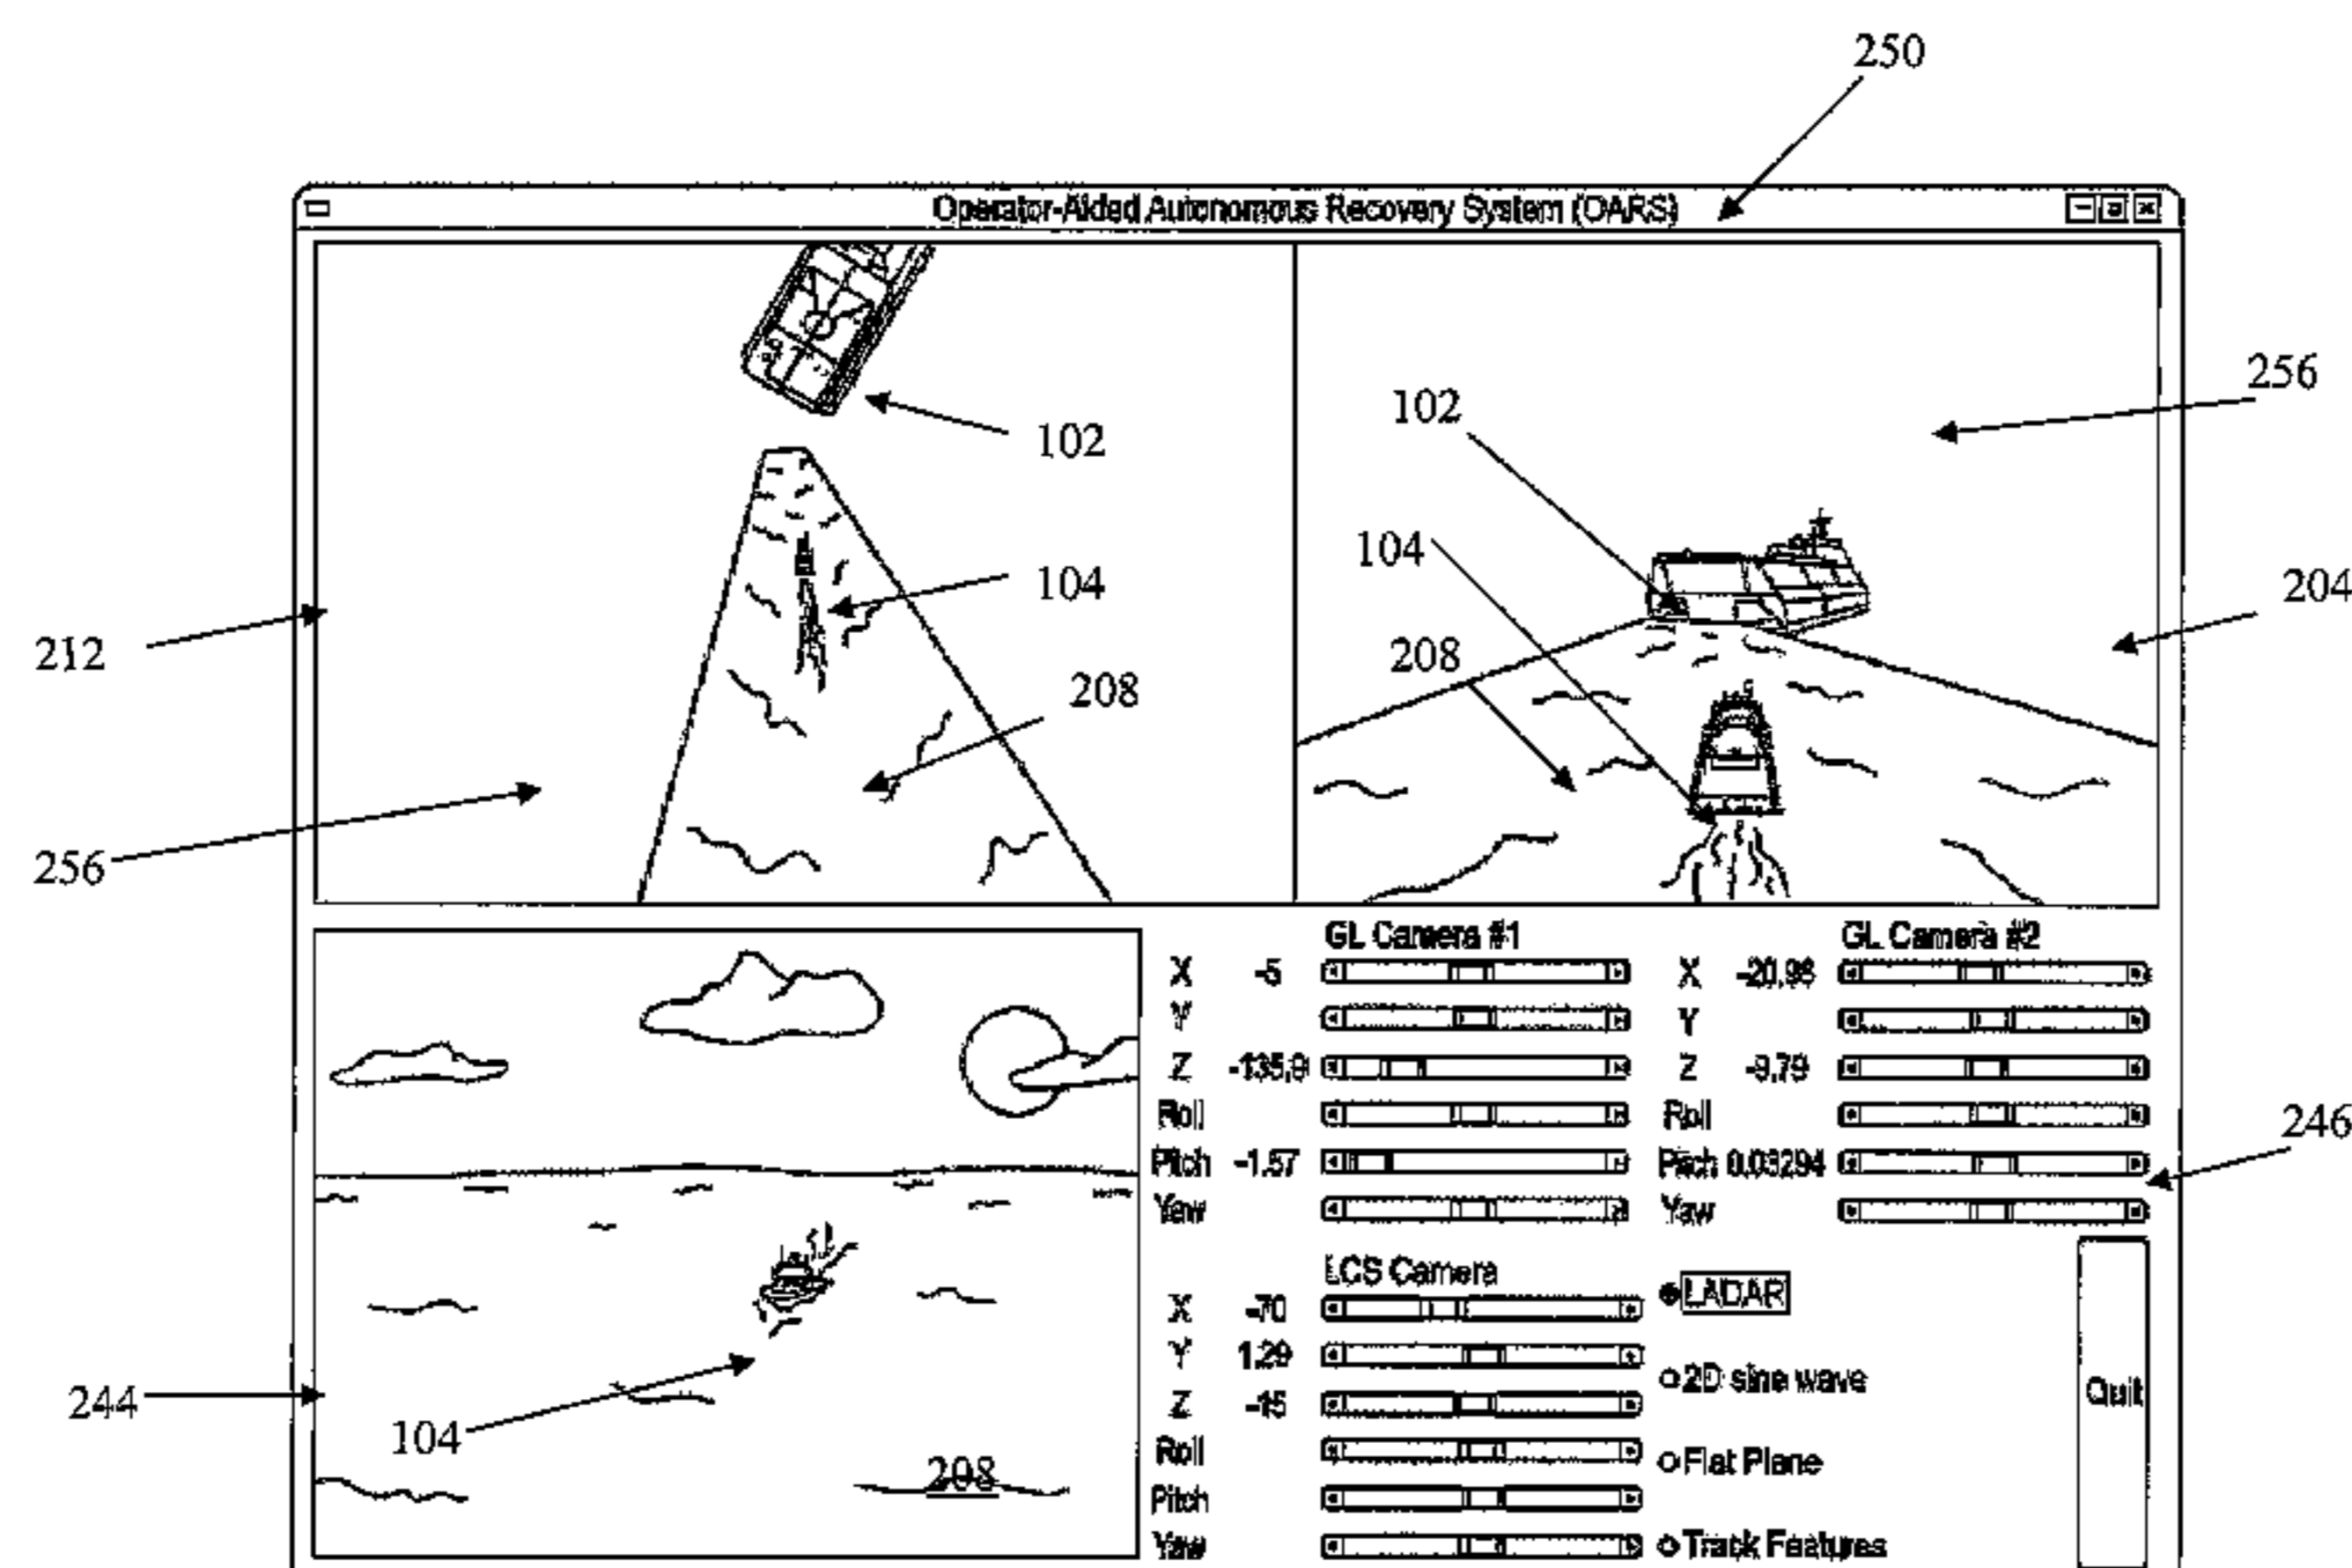 250
Operator-Aided Autonomous Recovery System (OARS)
256
102
102
104
104
204
212
208
208
256
GL Camera #1
GL Camera #2
X -5
X -20.98
Y
Y
Z -135.9
Z -9.79
Roll
Roll
246
Pitch -1.57
Pitch 0.03294
Yaw
Yaw
LCS Camera
X -70
LADAR
Y 1.29
2D sine wave
Quit
244
Z -15
104
Roll
Flat Plane
208
Pitch
Yaw
Track Features